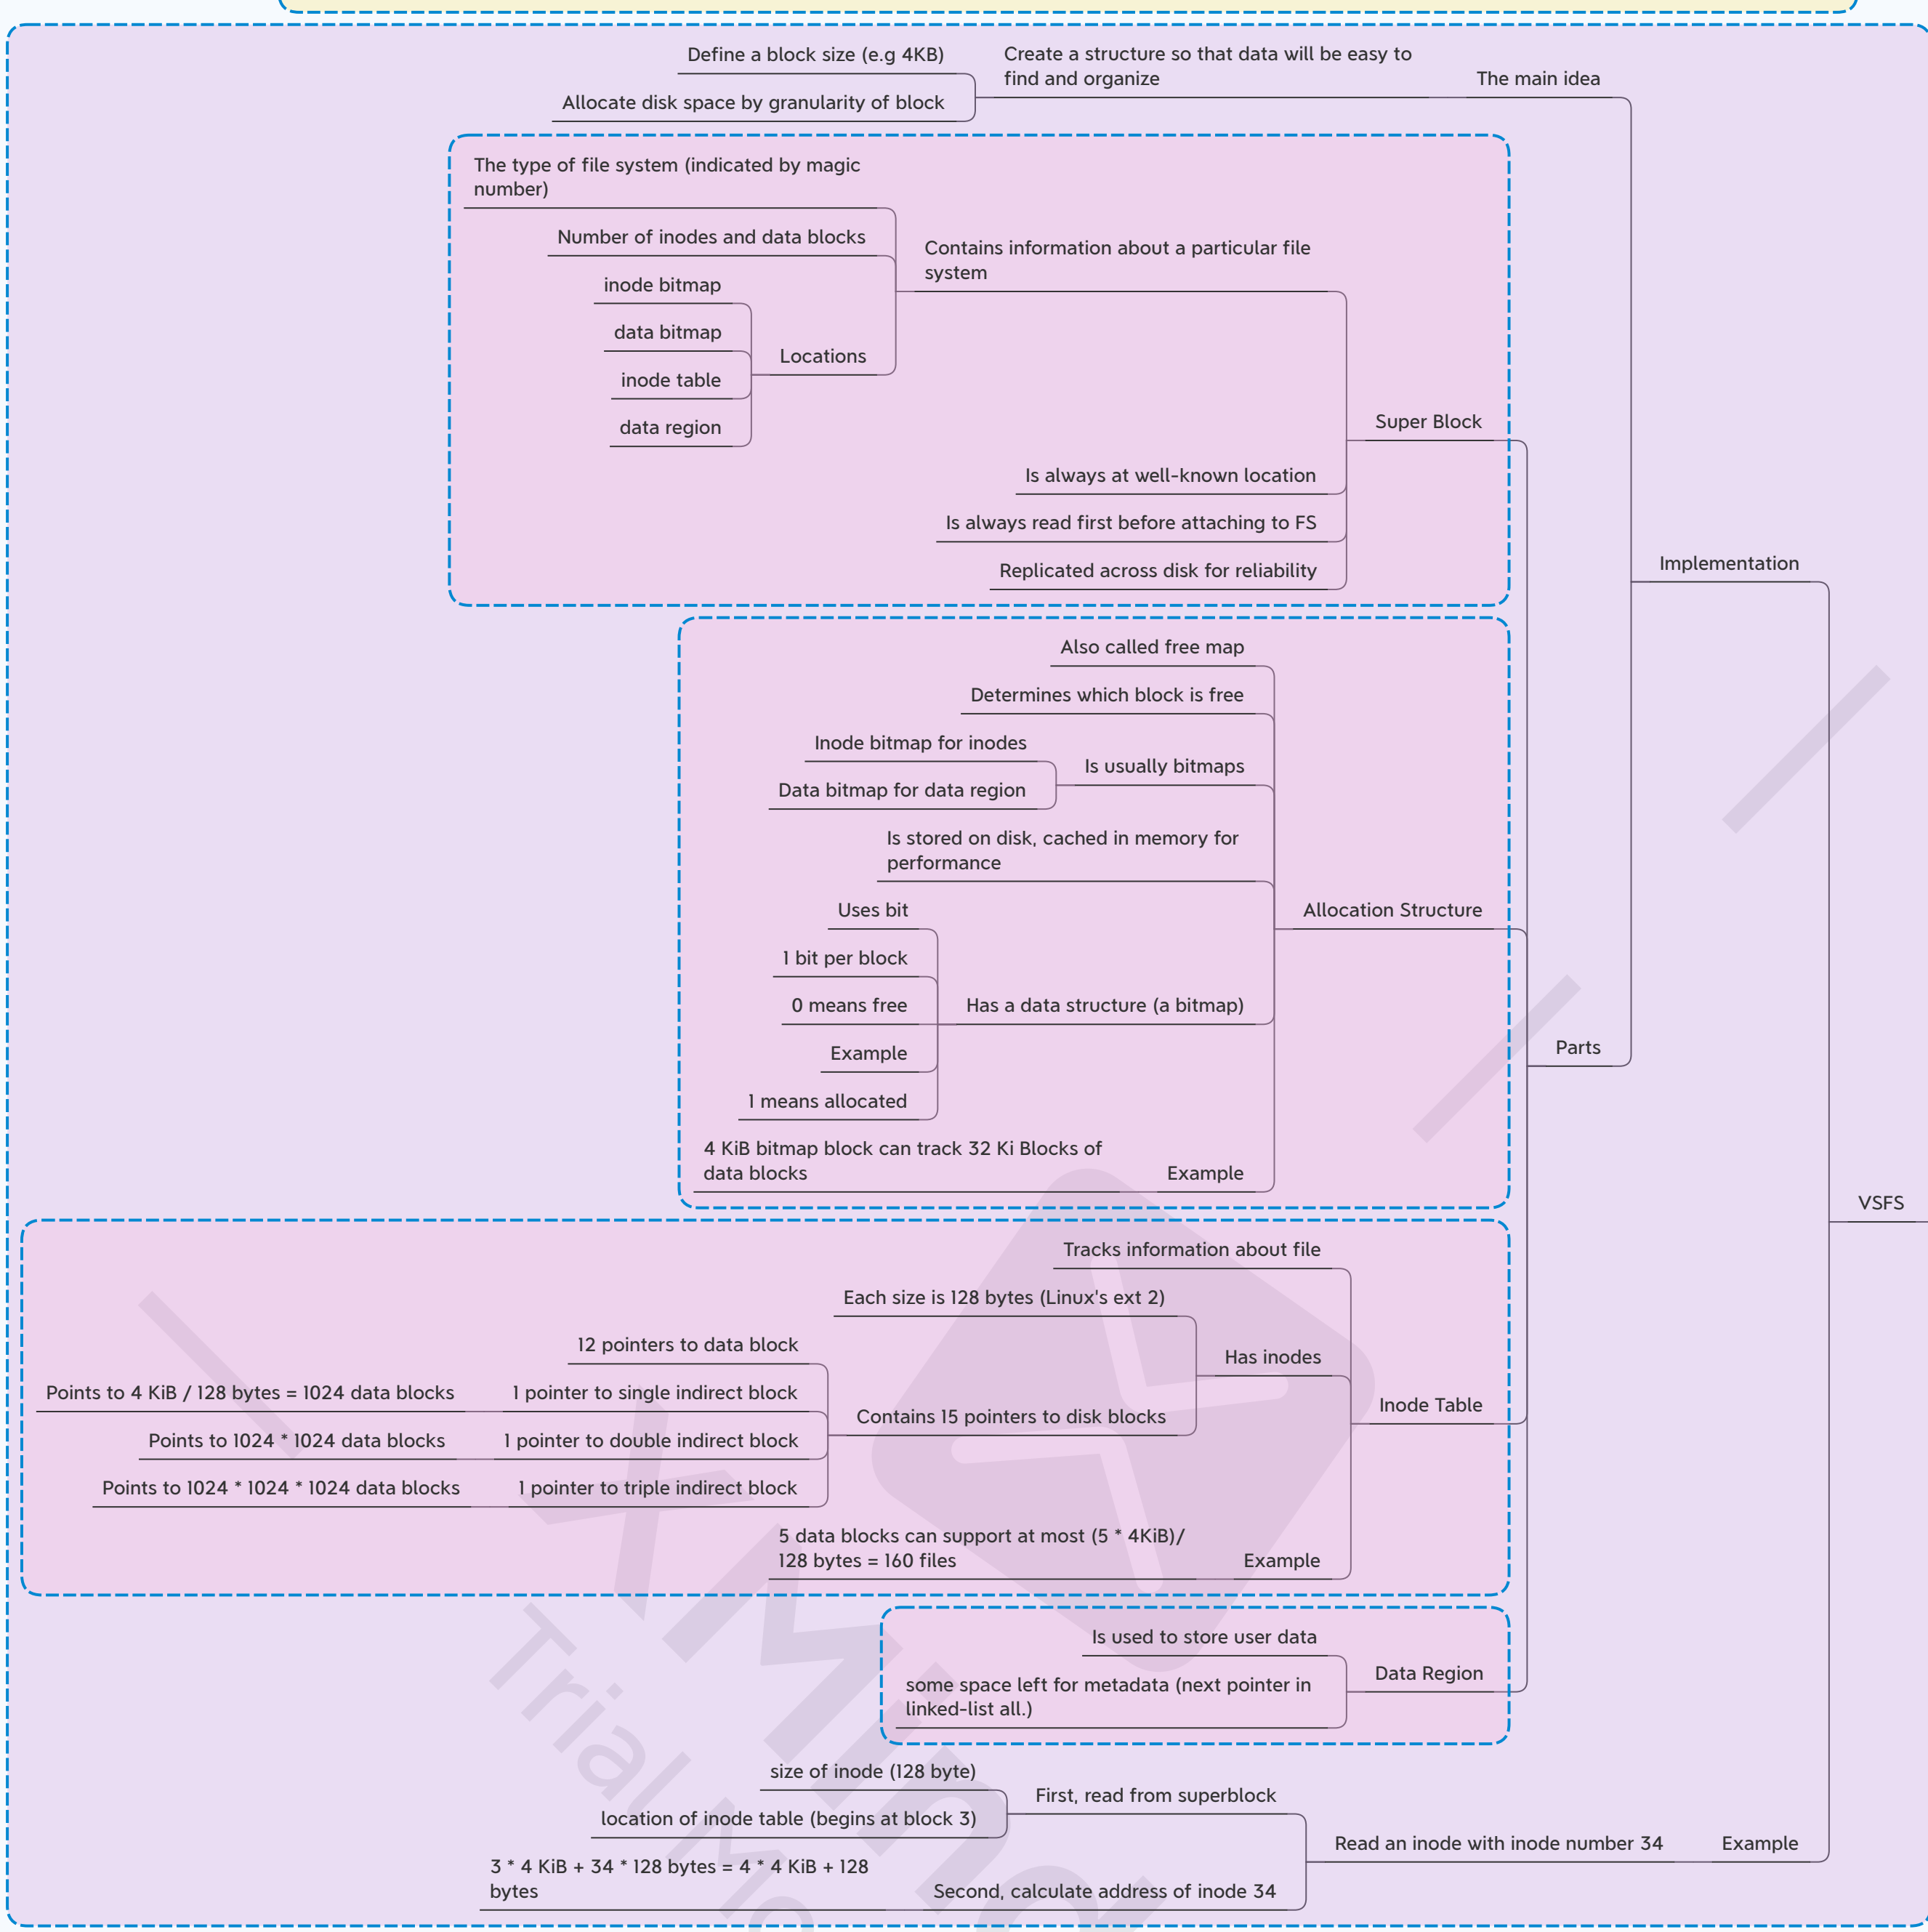 Define a block size (e.g 4KB)
Allocate disk space by granularity of block
Create a structure so that data will be easy to
find and organize
The main idea
The type of file system (indicated by magic
number)
Number of inodes and data blocks
inode bitmap
data bitmap
inode table
data region
Locations
Contains information about a particular file
system
Is always at well-known location
Is always read first before attaching to FS
Replicated across disk for reliability
Super Block
Implementation
Also called free map
Determines which block is free
Inode bitmap for inodes
Data bitmap for data region
Is usually bitmaps
Is stored on disk, cached in memory for
performance
Uses bit
1 bit per block
0 means free
Example
1 means allocated
Has a data structure (a bitmap)
4 KiB bitmap block can track 32 Ki Blocks of
data blocks
Example
Allocation Structure
Parts
VSFS
Tracks information about file
Each size is 128 bytes (Linux's ext 2)
12 pointers to data block
Points to 4 KiB / 128 bytes = 1024 data blocks
1 pointer to single indirect block
Points to 1024 * 1024 data blocks
1 pointer to double indirect block
Points to 1024 * 1024 * 1024 data blocks
1 pointer to triple indirect block
Contains 15 pointers to disk blocks
Has inodes
5 data blocks can support at most (5 * 4KiB)/
128 bytes = 160 files
Example
Inode Table
Is used to store user data
some space left for metadata (next pointer in
linked-list all.)
Data Region
size of inode (128 byte)
location of inode table (begins at block 3)
First, read from superblock
3 * 4 KiB + 34 * 128 bytes = 4 * 4 KiB + 128
bytes
Second, calculate address of inode 34
Read an inode with inode number 34
Example
XMind
Trial